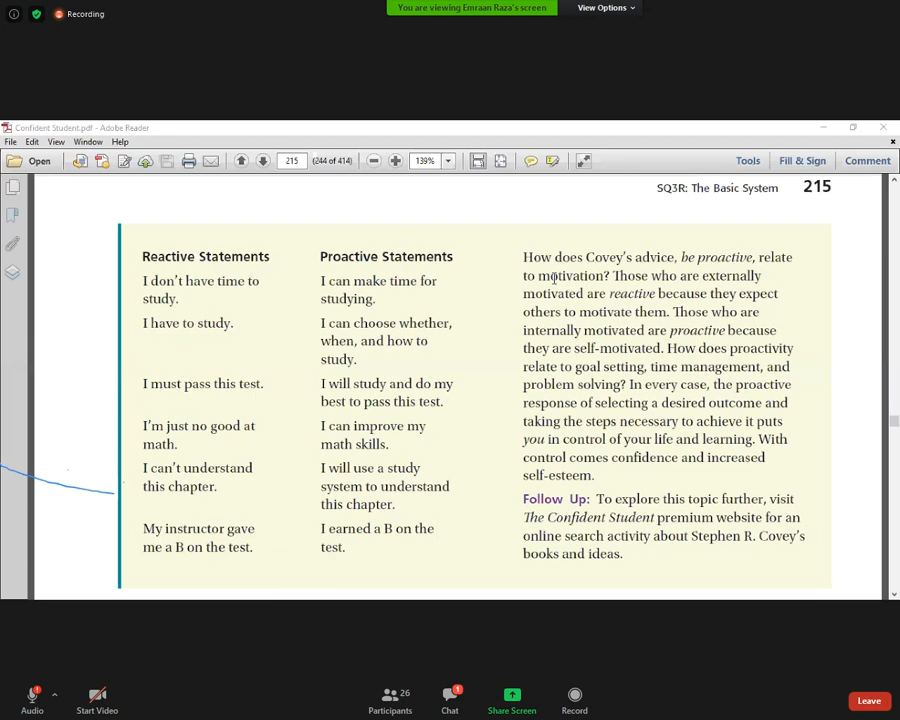 Recording
You are viewing Emraan Raza's screen
View Options
Confident Student.pdf - Adobe Reader
File Edit View Window Help
Open
215 (244 of 414)
139%
Tools Fill & Sign Comment
SQ3R: The Basic System 215
Reactive Statements
I don't have time to
study.
I have to study.
I must pass this test.
I'm just no good at
math.
I can't understand
this chapter.
My instructor gave
me a B on the test.
Proactive Statements
I can make time for
studying.
I can choose whether,
when, and how to
study.
I will study and do my
best to pass this test.
I can improve my
math skills.
I will use a study
system to understand
this chapter.
I earned a B on the
test.
How does Covey's advice, be proactive, relate
to motivation? Those who are externally
motivated are reactive because they expect
others to motivate them. Those who are
internally motivated are proactive because
they are self-motivated. How does proactivity
relate to goal setting, time management, and
problem solving? In every case, the proactive
response of selecting a desired outcome and
taking the steps necessary to achieve it puts
you in control of your life and learning. With
control comes confidence and increased
self-esteem.
Follow Up: To explore this topic further, visit
The Confident Student premium website for an
online search activity about Stephen R. Covey's
books and ideas.
Audio
Start Video
26
Participants
1
Chat
Share Screen
Record
Leave